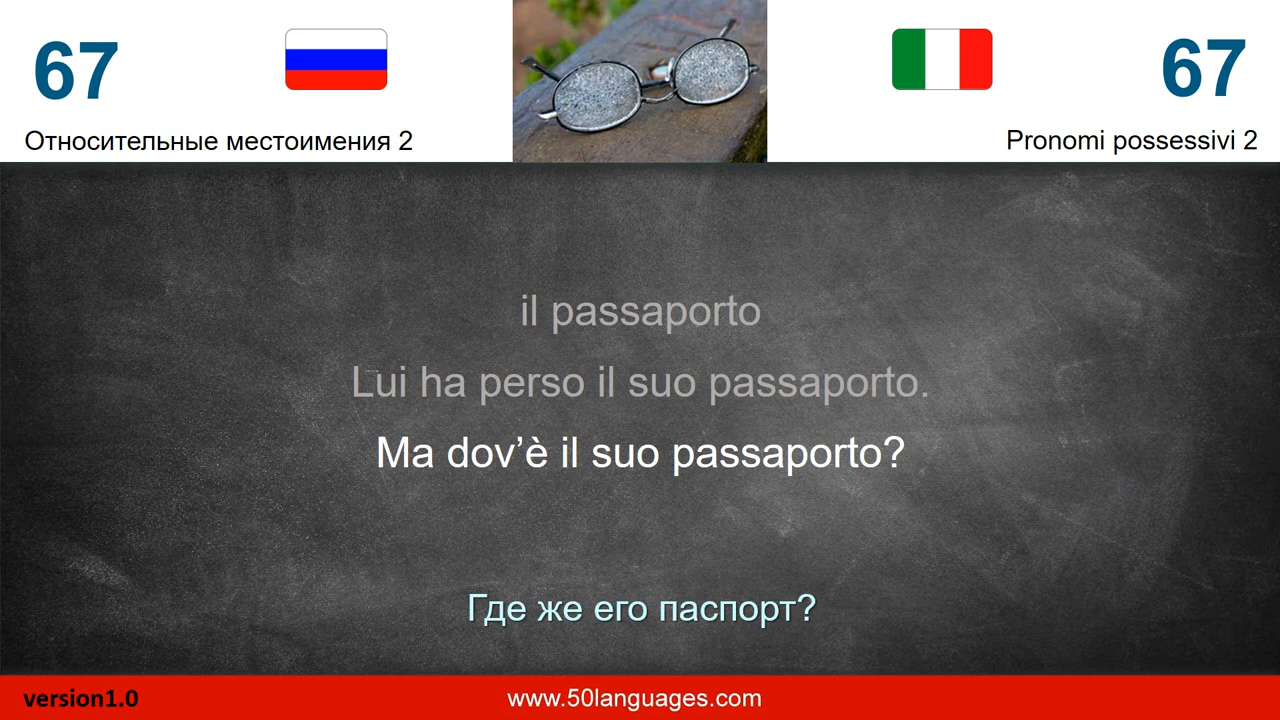 67
67
Относительные местоимения 2
Pronomi possessivi 2
il passaporto
Lui ha perso il suo passaporto.
Ma dov’è il suo passaporto?
Где же его паспорт?
version1.0
www.50languages.com